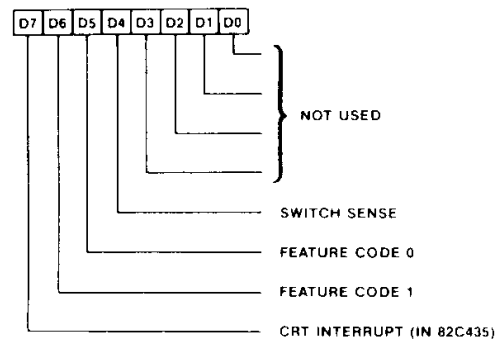 D7 D6 D5 D4 D3 D2 D1 D0
NOT USED
SWITCH SENSE
FEATURE CODE 0
FEATURE CODE 1
CRT INTERRUPT (IN 82C435)